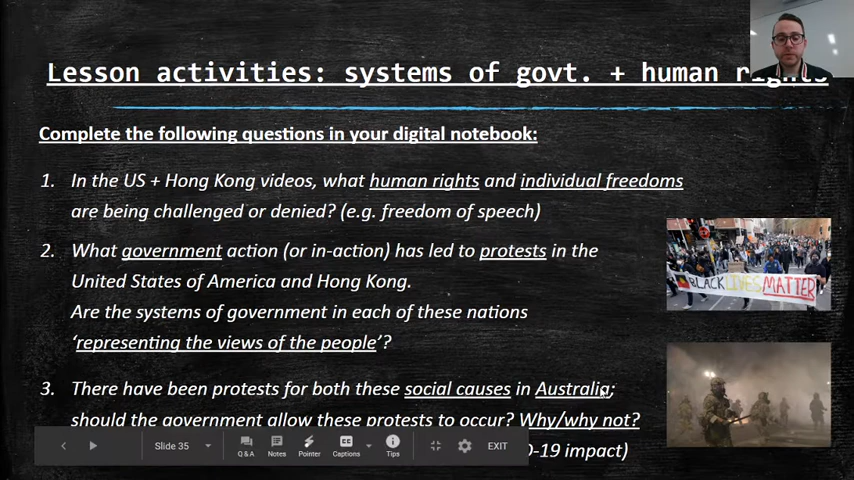 Lesson activities: systems of govt. + human rights
Complete the following questions in your digital notebook:
1. In the US + Hong Kong videos, what human rights and individual freedoms
are being challenged or denied? (e.g. freedom of speech)
2. What government action (or in-action) has led to protests in the
United States of America and Hong Kong.
Are the systems of government in each of these nations
‘representing the views of the people’?
3. There have been protests for both these social causes in Australia;
should the government allow these protests to occur? Why/why not?
-19 impact)
BLACK LIVES MATTER
Slide 35
Q & A
Notes
Pointer
Captions
Tips
EXIT